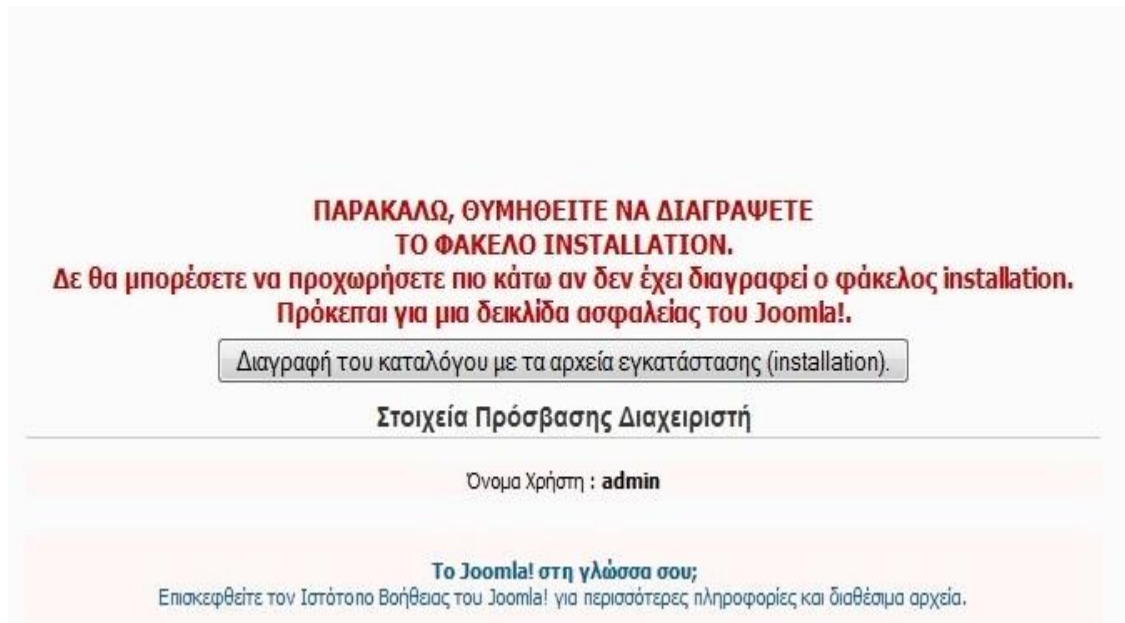 ΠΑΡΑΚΑΛΩ, ΘΥΜΗΘΕΙΤΕ ΝΑ ΔΙΑΓΡΑΨΕΤΕ
ΤΟ ΦΑΚΕΛΟ INSTALLATION.
Δε θα μπορέσετε να προχωρήσετε πιο κάτω αν δεν έχει διαγραφεί ο φάκελος installation.
Πρόκειται για μια δεικλίδα ασφαλείας του Joomla!.
Διαγραφή του καταλόγου με τα αρχεία εγκατάστασης (installation).
Στοιχεία Πρόσβασης Διαχειριστή
Όνομα Χρήστη : admin
Το Joomla! στη γλώσσα σου;
Επισκεφθείτε τον Ιστότοπο Βοήθειας του Joomla! για περισσότερες πληροφορίες και διαθέσιμα αρχεία.